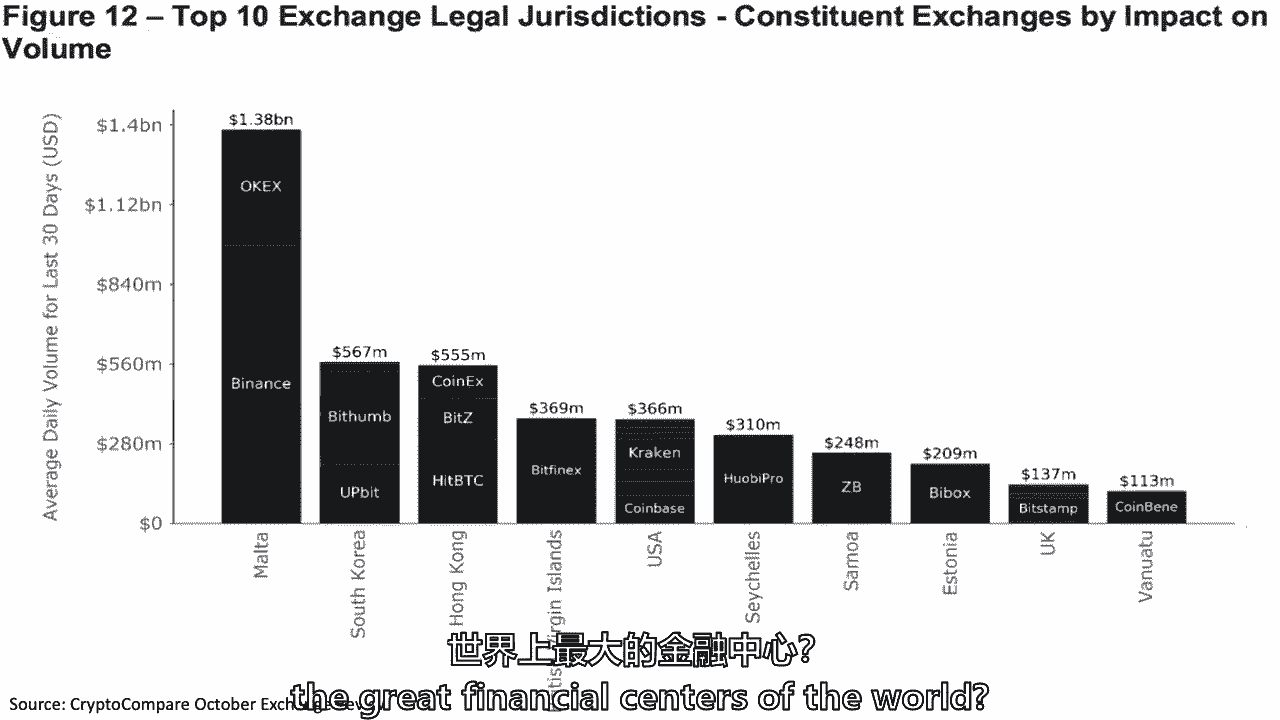 Figure 12 – Top 10 Exchange Legal Jurisdictions - Constituent Exchanges by Impact on
Volume
Average Daily Volume for Last 30 Days (USD)
$1.4bn
$1.12bn
$840m
$560m
$280m
$0
$1.38bn
OKEX
Binance
$567m
Bithumb
UPbit
$555m
CoinEx
BitZ
HitBTC
$369m
Bitfinex
$366m
Kraken
Coinbase
$310m
HuobiPro
$248m
ZB
$209m
Bibox
$137m
Bitstamp
$113m
CoinBene
Malta
South Korea
Hong Kong
Virgin Islands
USA
Seychelles
Samoa
Estonia
UK
Vanuatu
世界上最大的金融中心？
the great financial centers of the world?
Source: CryptoCompare October